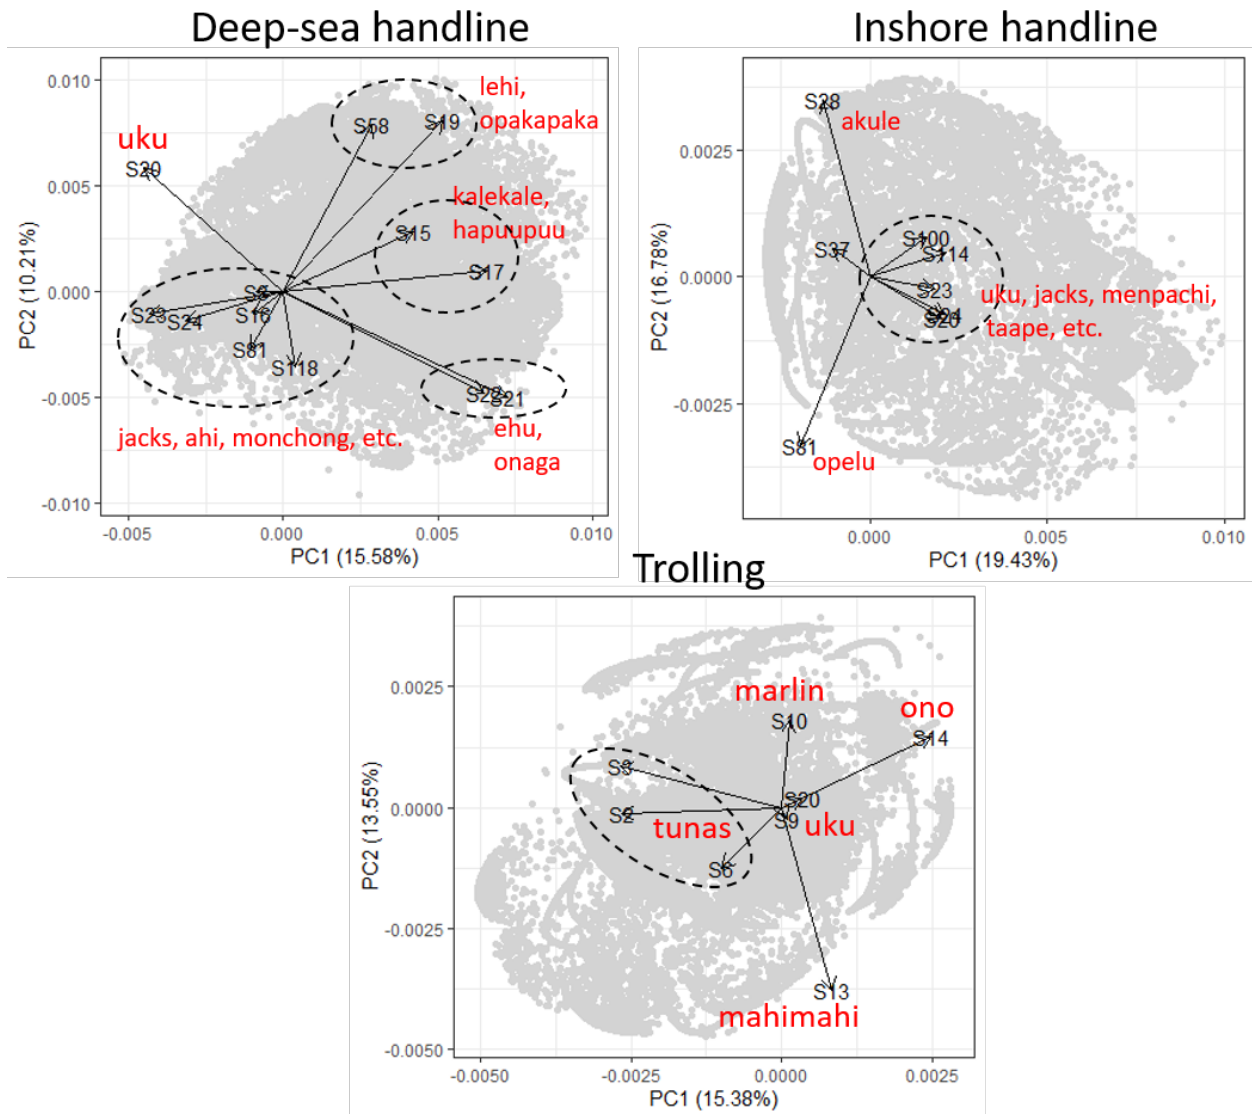 Deep-sea handline
0.010
0.005
0.000
-0.005
-0.010
PC2 (10.21%)
uku
S20
S58
S19
lehi,
opakapaka
kalekale,
hapuupuu
S15
S17
S23
S24
S16
S81
S118
S21
jacks, ahi, monchong, etc.
ehu,
onaga
-0.005
0.000
0.005
0.010
PC1 (15.58%)
Inshore handline
0.0025
0.0000
-0.0025
PC2 (16.78%)
S28
akule
S37
S100
S114
S23
S20
uku, jacks, menpachi,
taape, etc.
S81
opelu
0.000
0.005
0.010
PC1 (19.43%)
Trolling
0.0025
0.0000
-0.0025
-0.0050
PC2 (13.55%)
marlin
S10
ono
S14
S3
S2
tunas
S20
S9
uku
S6
S13
mahimahi
-0.0050
-0.0025
0.0000
0.0025
PC1 (15.38%)